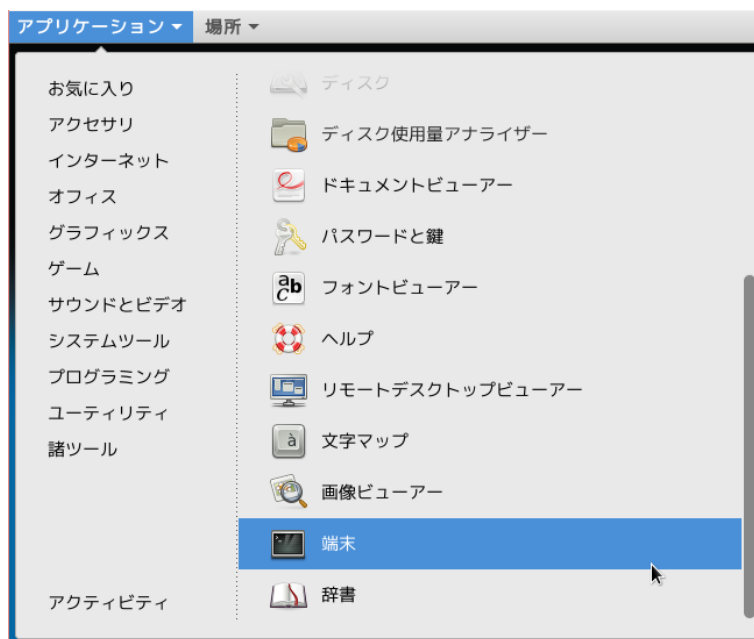 アプリケーション 場所
お気に入り
アクセサリ
インターネット
オフィス
グラフィックス
ゲーム
サウンドとビデオ
システムツール
プログラミング
ユーティリティ
諸ツール
アクティビティ
ディスク
ディスク使用量アナライザー
ドキュメントビューアー
パスワードと鍵
フォントビューアー
ヘルプ
リモートデスクトップビューアー
文字マップ
画像ビューアー
端末
辞書